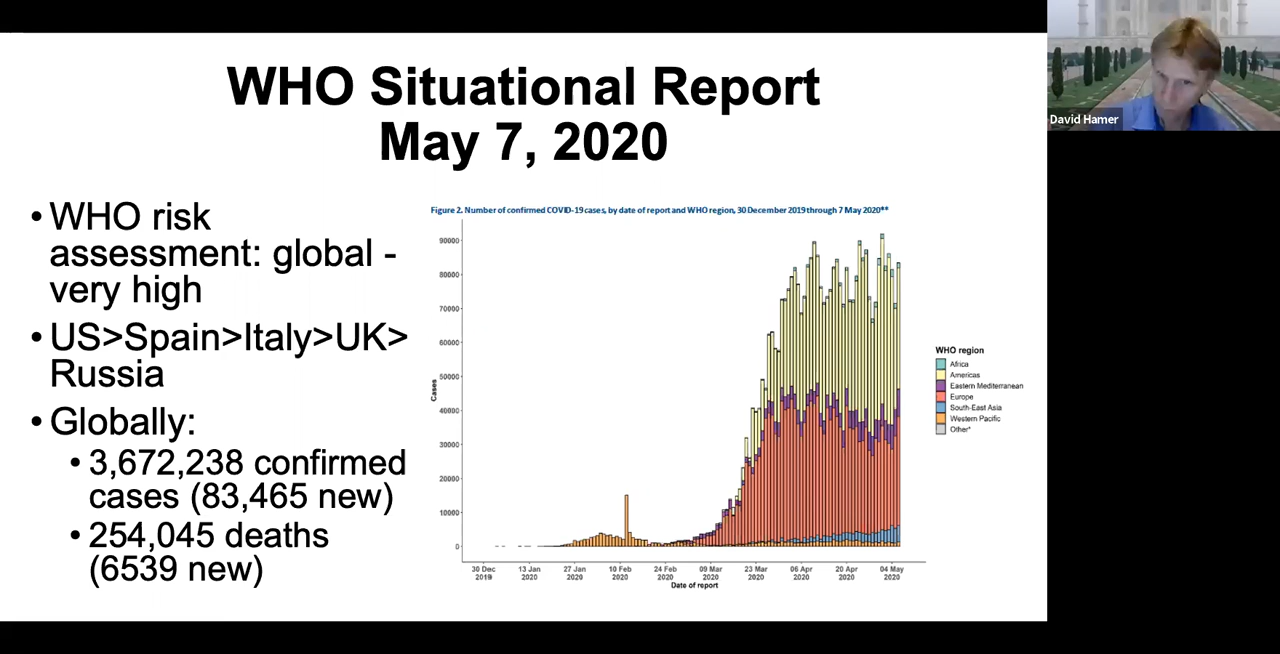 WHO Situational Report
May 7, 2020
David Hamer
• WHO risk
assessment: global -
very high
• US>Spain>Italy>UK>
Russia
• Globally:
• 3,672,238 confirmed
cases (83,465 new)
• 254,045 deaths
(6539 new)
Figure 2. Number of confirmed COVID-19 cases, by date of report and WHO region, 30 December 2019 through 7 May 2020**
Cases
90000
80000
70000
60000
50000
40000
30000
20000
10000
0
30 Dec 13 Jan 27 Jan 10 Feb 24 Feb 09 Mar 23 Mar 06 Apr 20 Apr 04 May
2019 2020 2020 2020 2020 2020 2020 2020 2020 2020
Date of report
WHO region
Africa
Americas
Eastern Mediterranean
Europe
South-East Asia
Western Pacific
Other*